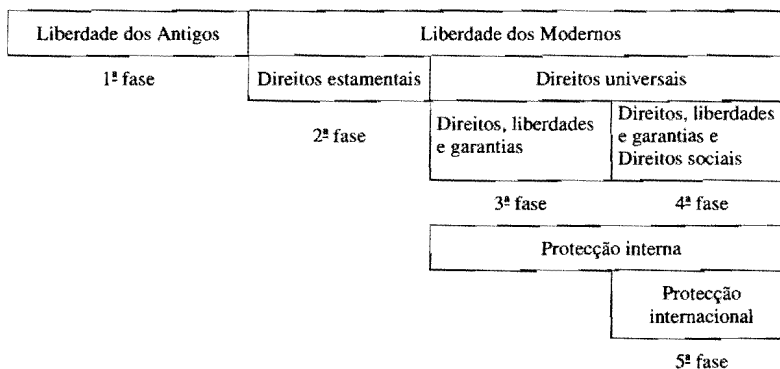 Liberdade dos Antigos
Liberdade dos Modernos
1ª fase
Direitos estamentais
Direitos universais
2ª fase
Direitos, liberdades
e garantias
Direitos, liberdades
e garantias e
Direitos sociais
3ª fase
4ª fase
Protecção interna
Protecção
internacional
5ª fase